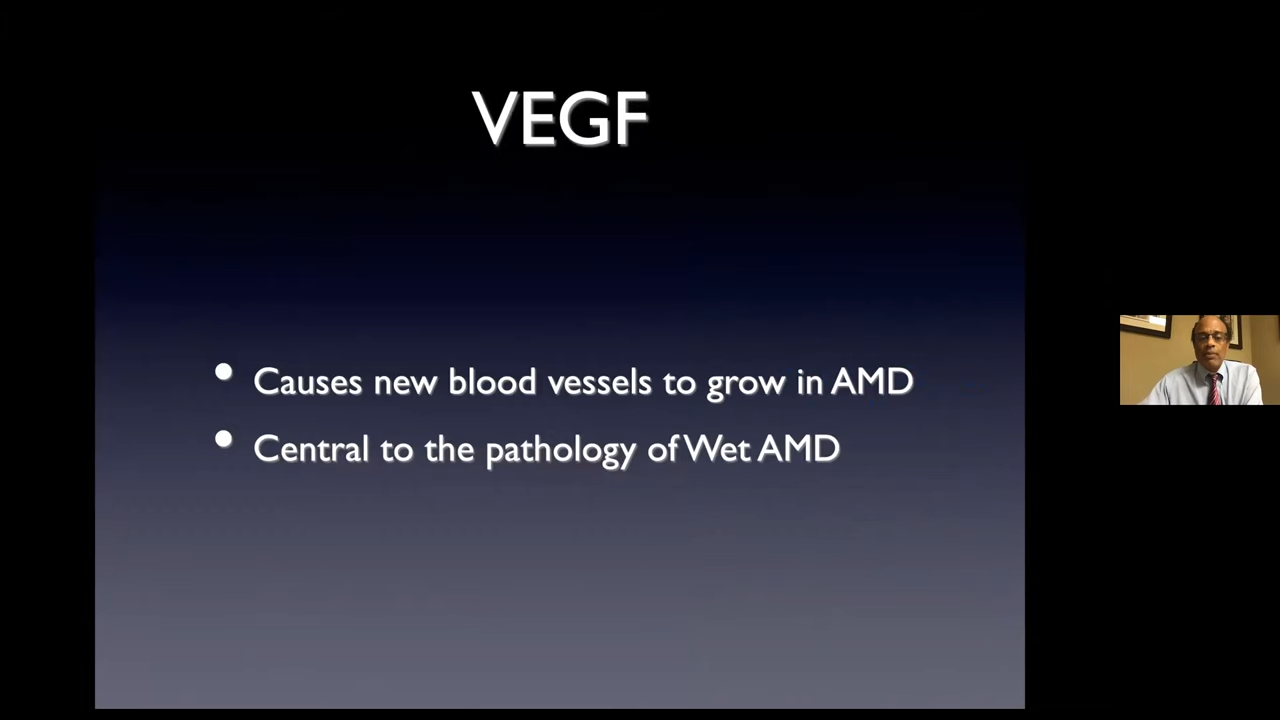 VEGF
• Causes new blood vessels to grow in AMD
• Central to the pathology of Wet AMD